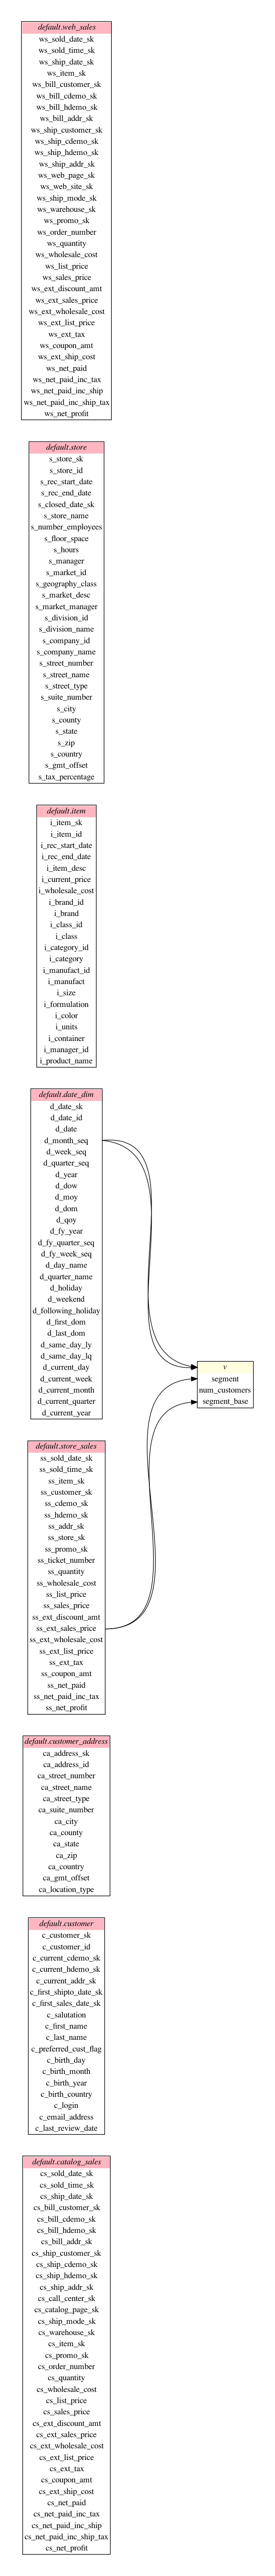 default.web_sales
ws_sold_date_sk
ws_sold_time_sk
ws_ship_date_sk
ws_item_sk
ws_bill_customer_sk
ws_bill_cdemo_sk
ws_bill_hdemo_sk
ws_bill_addr_sk
ws_ship_customer_sk
ws_ship_cdemo_sk
ws_ship_hdemo_sk
ws_ship_addr_sk
ws_web_page_sk
ws_web_site_sk
ws_ship_mode_sk
ws_warehouse_sk
ws_promo_sk
ws_order_number
ws_quantity
ws_wholesale_cost
ws_list_price
ws_sales_price
ws_ext_discount_amt
ws_ext_sales_price
ws_ext_wholesale_cost
ws_ext_list_price
ws_ext_tax
ws_coupon_amt
ws_ext_ship_cost
ws_net_paid
ws_net_paid_inc_tax
ws_net_paid_inc_ship
ws_net_paid_inc_ship_tax
ws_net_profit
default.store
s_store_sk
s_store_id
s_rec_start_date
s_rec_end_date
s_closed_date_sk
s_store_name
s_number_employees
s_floor_space
s_hours
s_manager
s_market_id
s_geography_class
s_market_desc
s_market_manager
s_division_id
s_division_name
s_company_id
s_company_name
s_street_number
s_street_name
s_street_type
s_suite_number
s_city
s_county
s_state
s_zip
s_country
s_gmt_offset
s_tax_percentage
default.item
i_item_sk
i_item_id
i_rec_start_date
i_rec_end_date
i_item_desc
i_current_price
i_wholesale_cost
i_brand_id
i_brand
i_class_id
i_class
i_category_id
i_category
i_manufact_id
i_manufact
i_size
i_formulation
i_color
i_units
i_container
i_manager_id
i_product_name
default.date_dim
d_date_sk
d_date_id
d_date
d_month_seq
d_week_seq
d_quarter_seq
d_year
d_dow
d_moy
d_dom
d_qoy
d_fy_year
d_fy_quarter_seq
d_fy_week_seq
d_day_name
d_quarter_name
d_holiday
d_weekend
d_following_holiday
d_first_dom
d_last_dom
d_same_day_ly
d_same_day_lq
d_current_day
d_current_week
d_current_month
d_current_quarter
d_current_year
v
segment
num_customers
segment_base
default.store_sales
ss_sold_date_sk
ss_sold_time_sk
ss_item_sk
ss_customer_sk
ss_cdemo_sk
ss_hdemo_sk
ss_addr_sk
ss_store_sk
ss_promo_sk
ss_ticket_number
ss_quantity
ss_wholesale_cost
ss_list_price
ss_sales_price
ss_ext_discount_amt
ss_ext_sales_price
ss_ext_wholesale_cost
ss_ext_list_price
ss_ext_tax
ss_coupon_amt
ss_net_paid
ss_net_paid_inc_tax
ss_net_profit
default.customer_address
ca_address_sk
ca_address_id
ca_street_number
ca_street_name
ca_street_type
ca_suite_number
ca_city
ca_county
ca_state
ca_zip
ca_country
ca_gmt_offset
ca_location_type
default.customer
c_customer_sk
c_customer_id
c_current_cdemo_sk
c_current_hdemo_sk
c_current_addr_sk
c_first_shipto_date_sk
c_first_sales_date_sk
c_salutation
c_first_name
c_last_name
c_preferred_cust_flag
c_birth_day
c_birth_month
c_birth_year
c_birth_country
c_login
c_email_address
c_last_review_date
default.catalog_sales
cs_sold_date_sk
cs_sold_time_sk
cs_ship_date_sk
cs_bill_customer_sk
cs_bill_cdemo_sk
cs_bill_hdemo_sk
cs_bill_addr_sk
cs_ship_customer_sk
cs_ship_cdemo_sk
cs_ship_hdemo_sk
cs_ship_addr_sk
cs_call_center_sk
cs_catalog_page_sk
cs_ship_mode_sk
cs_warehouse_sk
cs_item_sk
cs_promo_sk
cs_order_number
cs_quantity
cs_wholesale_cost
cs_list_price
cs_sales_price
cs_ext_discount_amt
cs_ext_sales_price
cs_ext_wholesale_cost
cs_ext_list_price
cs_ext_tax
cs_coupon_amt
cs_ext_ship_cost
cs_net_paid
cs_net_paid_inc_tax
cs_net_paid_inc_ship
cs_net_paid_inc_ship_tax
cs_net_profit